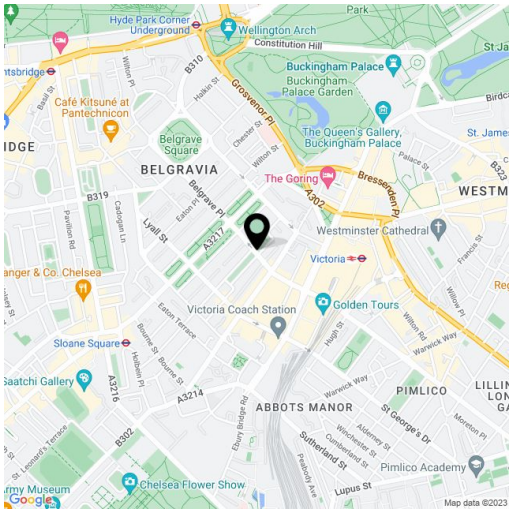 Hyde Park Corner
Underground
Wellington Arch
Park
Constitution Hill
St Ja
ntsbridge
Wilton Pl
B310
Basil St
Halkin St
Grosvenor Pl
Buckingham Palace
Buckingham
Palace Garden
Birdca
Café Kitsuné at
Pantechnicon
Chester St
The Queen's Gallery,
Buckingham Palace
St. James
Belgrave
Square
Wilton St
Palace St
B323
IDGE
BELGRAVIA
The Goring
Bressenden Pl
WESTM
B319
Belgrave Pl
A302
Eaton Pl
Cadogan Ln
Pavilion Rd
Lyall St
A3217
Westminster Cathedral
Francis St
Victoria
anger & Co. Chelsea
Reg
Golden Tours
Willow Pl
Victoria Coach Station
Eaton Terrace
Wilton Rd
Hugh St
Warwick Way
Sloane Square
Bourne St
Bourne St
Holbein Pl
Saatchi Gallery
A3216
A3214
Warwick Way
PIMLICO
LILLIN
LON
GA
ABBOTS MANOR
St George's Dr
Moreton Pl
Ebury Bridge Rd
Alderney St
Winchester St
Cumberland St
Sutherland St
B302
St. Leonard's Terrace
Peabody Ave
Pimlico Academy
Chelsea Flower Show
Lupus St
rmy Museum
Google
Map data ©2023